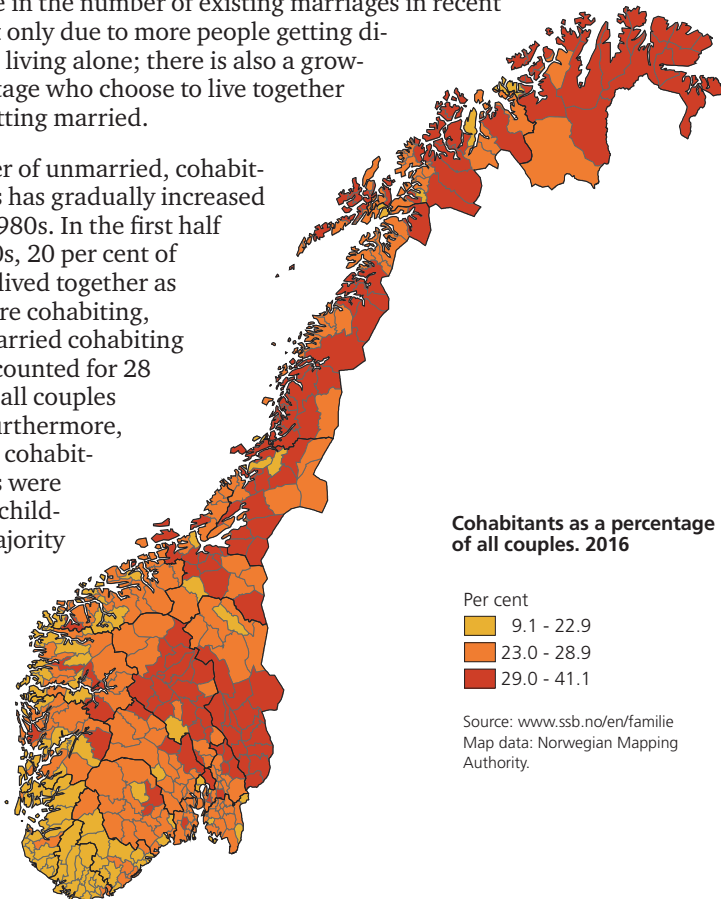 e in the number of existing marriages in recent
only due to more people getting di-
living alone; there is also a grow-
tage who choose to live together
tting married.
er of unmarried, cohabit-
s has gradually increased
980s. In the first half
0s, 20 per cent of
lived together as
re cohabiting,
arried cohabiting
counted for 28
all couples
urthermore,
cohabit-
s were
child-
ajority
Cohabitants as a percentage
of all couples. 2016
Per cent
9.1 - 22.9
23.0 - 28.9
29.0 - 41.1
Source: www.ssb.no/en/familie
Map data: Norwegian Mapping
Authority.